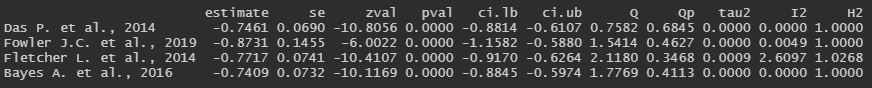 estimate se zval pval ci.lb ci.ub Q Qp tau2 I2 H2
Das P. et al., 2014 -0.7461 0.0690 -10.8056 0.0000 -0.8814 -0.6107 0.7582 0.6845 0.0000 0.0000 1.0000
Fowler J.C. et al., 2019 -0.8731 0.1455 -6.0022 0.0000 -1.1582 -0.5880 1.5414 0.4627 0.0000 0.0049 1.0000
Fletcher L. et al., 2014 -0.7717 0.0741 -10.4107 0.0000 -0.9170 -0.6264 2.1180 0.3468 0.0009 2.6097 1.0268
Bayes A. et al., 2016 -0.7409 0.0732 -10.1169 0.0000 -0.8845 -0.5974 1.7769 0.4113 0.0000 0.0000 1.0000